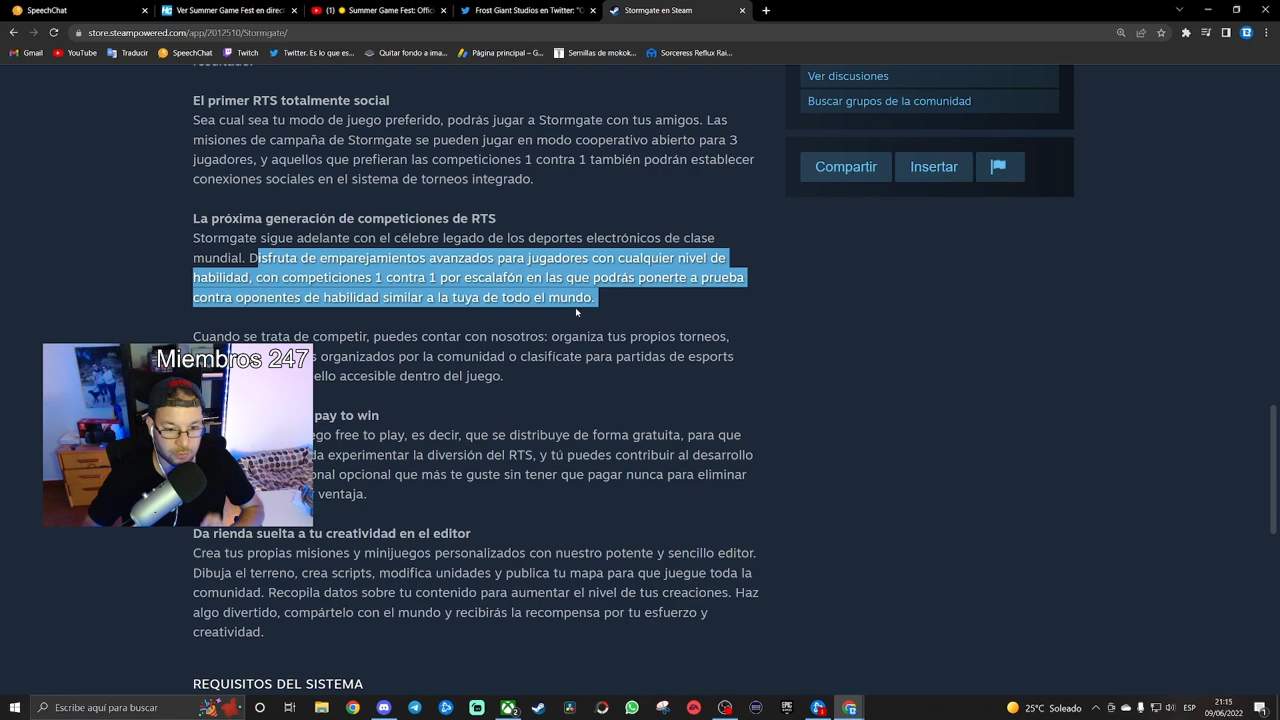 SpeechChat
Ver Summer Game Fest en direct
(1)
Summer Game Fest: Offici
Frost Giant Studios en Twitter: "C
Stormgate en Steam
store.steampowered.com/app/2012510/Stormgate/
Gmail
YouTube
Traducir
SpeechChat
Twitch
Twitter. Es lo que es...
Quitar fondo a ima...
Página principal – G...
Semillas de mokok...
Sorceress Reflux Rai...
resultado.
Ver discusiones
Buscar grupos de la comunidad
El primer RTS totalmente social
Sea cual sea tu modo de juego preferido, podrás jugar a Stormgate con tus amigos. Las
misiones de campaña de Stormgate se pueden jugar en modo cooperativo abierto para 3
jugadores, y aquellos que prefieran las competiciones 1 contra 1 también podrán establecer
conexiones sociales en el sistema de torneos integrado.
Compartir
Insertar
La próxima generación de competiciones de RTS
Stormgate sigue adelante con el célebre legado de los deportes electrónicos de clase
mundial. Disfruta de emparejamientos avanzados para jugadores con cualquier nivel de
habilidad, con competiciones 1 contra 1 por escalafón en las que podrás ponerte a prueba
contra oponentes de habilidad similar a la tuya de todo el mundo.
Cuando se trata de competir, puedes contar con nosotros: organiza tus propios torneos,
organizados por la comunidad o clasifícate para partidas de esports
ello accesible dentro del juego.
Miembros 247
pay to win
ego free to play, es decir, que se distribuye de forma gratuita, para que
da experimentar la diversión del RTS, y tú puedes contribuir al desarrollo
onal opcional que más te guste sin tener que pagar nunca para eliminar
ventaja.
Da rienda suelta a tu creatividad en el editor
Crea tus propias misiones y minijuegos personalizados con nuestro potente y sencillo editor.
Dibuja el terreno, crea scripts, modifica unidades y publica tu mapa para que juegue toda la
comunidad. Recopila datos sobre tu contenido para aumentar el nivel de tus creaciones. Haz
algo divertido, compártelo con el mundo y recibirás la recompensa por tu esfuerzo y
creatividad.
REQUISITOS DEL SISTEMA
Escribe aquí para buscar
25°C Soleado
ESP
21:15
09/06/2022